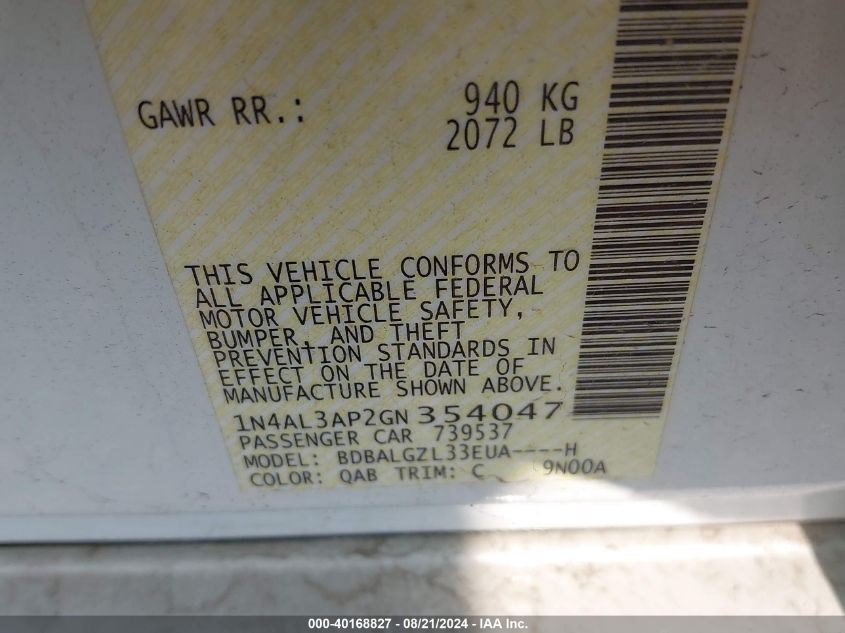 GAWR RR.: 940 KG
2072 LB
THIS VEHICLE CONFORMS TO
ALL APPLICABLE FEDERAL
MOTOR VEHICLE SAFETY,
BUMPER, AND THEFT
PREVENTION STANDARDS IN
EFFECT ON THE DATE OF
MANUFACTURE SHOWN ABOVE.
1N4AL3AP2GN354047
PASSENGER CAR 739537
MODEL: BDBALGZL33EUA----H
COLOR: QAB TRIM: C 9N00A
000-40168827 - 08/21/2024 - IAA Inc.